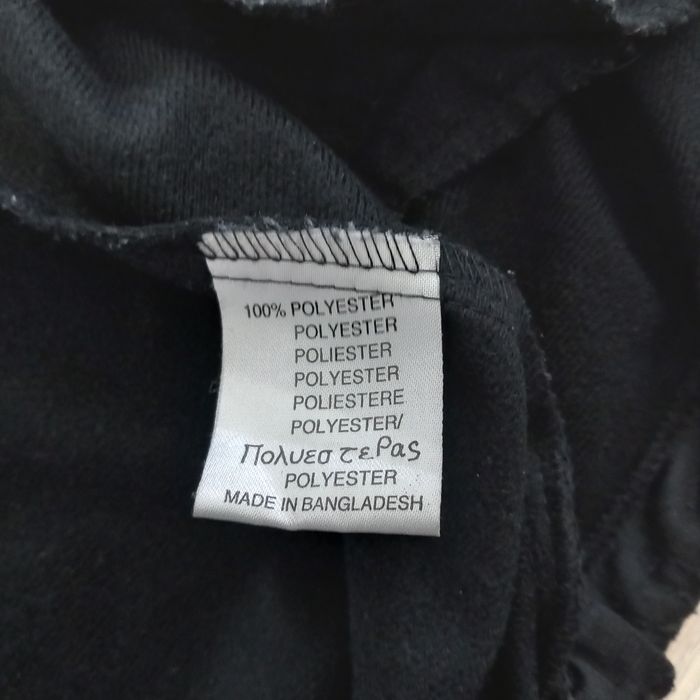 100% POLYESTER
POLYESTER
POLIESTER
POLYESTER
POLIESTERE
POLYESTER/
Πολυεσ τεΡας
POLYESTER
MADE IN BANGLADESH